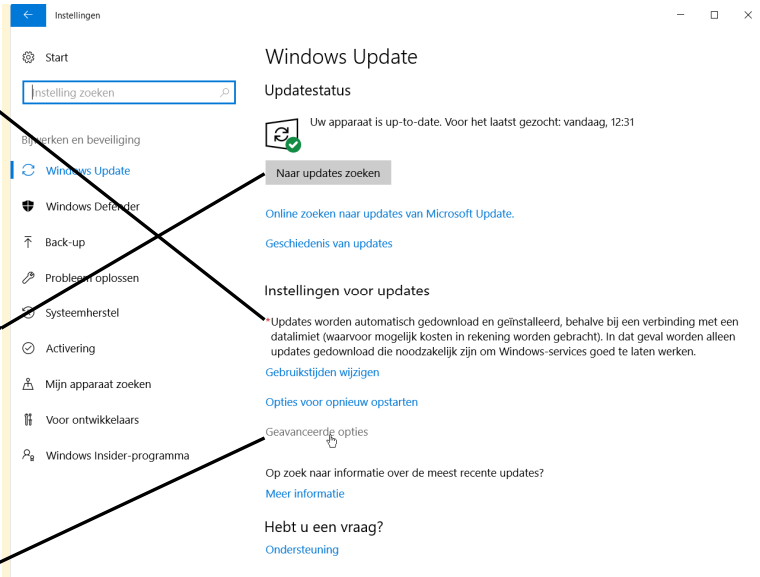 Instellingen
Start
Instelling zoeken
Bijwerken en beveiliging
Windows Update
Windows Defender
Back-up
Probleem oplossen
Systeemherstel
Activering
Mijn apparaat zoeken
Voor ontwikkelaars
Windows Insider-programma
Windows Update
Updatestatus
Uw apparaat is up-to-date. Voor het laatst gezocht: vandaag, 12:31
Naar updates zoeken
Online zoeken naar updates van Microsoft Update.
Geschiedenis van updates
Instellingen voor updates
*Updates worden automatisch gedownload en geïnstalleerd, behalve bij een verbinding met een
datalimiet (waarvoor mogelijk kosten in rekening worden gebracht). In dat geval worden alleen
updates gedownload die noodzakelijk zijn om Windows-services goed te laten werken.
Gebruikstijden wijzigen
Opties voor opnieuw opstarten
Geavanceerde opties
Op zoek naar informatie over de meest recente updates?
Meer informatie
Hebt u een vraag?
Ondersteuning